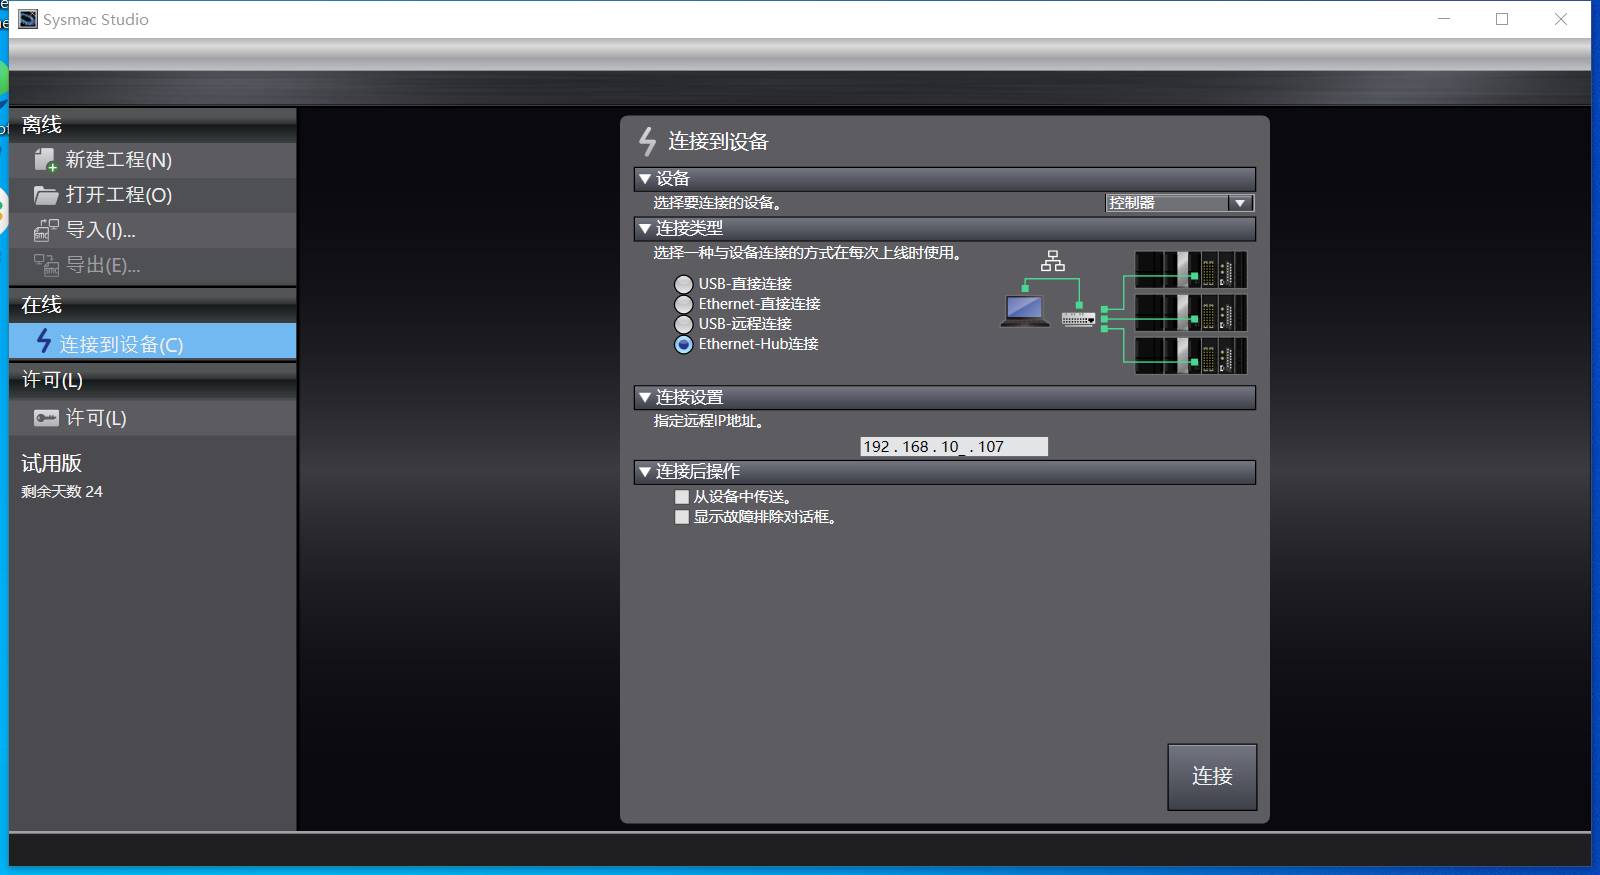 Sysmac Studio
离线
新建工程(N)
打开工程(O)
导入(I)...
导出(E)...
在线
连接到设备(C)
许可(L)
许可(L)
试用版
剩余天数 24
连接到设备
设备
选择要连接的设备。
控制器
连接类型
选择一种与设备连接的方式在每次上线时使用。
USB-直接连接
Ethernet-直接连接
USB-远程连接
Ethernet-Hub连接
连接设置
指定远程IP地址。
192 . 168 . 10_ . 107
连接后操作
从设备中传送。
显示故障排除对话框。
连接